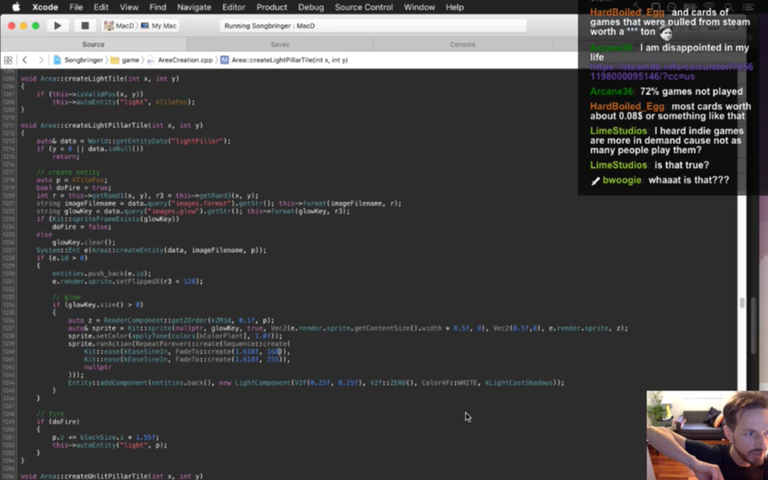 Xcode File Edit View Find Navigate Editor Product Debug Source Control Window Help
MacD My Mac
Running Songbringer : MacD
Source Saves Console
Songbringer game AreaCreation.cpp Area::createLightPillarTile(int x, int y)
void Area::createLightTile(int x, int y)
{
if (this->isValidPos(x, y))
this->autoEntity("light", kTilePos);
}
void Area::createLightPillarTile(int x, int y)
{
auto& data = World::getEntityData("lightPillar");
if (y < 0 || data.isNull())
return;
// create entity
auto p = kTilePos;
bool doFire = true;
int r = this->getRand1(x, y), r3 = this->getRand3(x, y);
string imageFilename = data.query("images.format").getStr(); this->format(imageFilename, r);
string glowKey = data.query("images.glow").getStr(); this->format(glowKey, r3);
if (Kit::spriteFrameExists(glowKey))
doFire = false;
else
glowKey.clear();
System::Ent e(Area::createEntity(data, imageFilename, p));
if (e.id > 0)
{
entities.push_back(e.id);
e.render.sprite.setFlippedX(r3 < 128);
// glow
if (glowKey.size() > 0)
{
auto z = RenderComponent::getZOrder(kZMid, 0.1f, p);
auto& sprite = Kit::sprite(nullptr, glowKey, true, Vec2(e.render.sprite.getContentSize().width * 0.5f, 0), Vec2(0.5f,0), e.render.sprite, z);
sprite.setColor(applyTone(colors[kColorPlant], 1.0f));
sprite.runAction(RepeatForever::create(Sequence::create(
Kit::ease(kEaseSineIn, FadeTo::create(1.618f, 168)),
Kit::ease(kEaseSineIn, FadeTo::create(1.618f, 255)),
nullptr
)));
Entity::addComponent(entities.back(), new LightComponent(V2f(0.25f, 0.25f), V2f::ZERO(), Color4F::WHITE, kLightCastShadows));
}
}
// fire
if (doFire)
{
p.z += blockSize.z * 1.55f;
this->autoEntity("light", p);
}
}
void Area::createUnlitPillarTile(int x, int y)
HardBoiled_Egg and cards of
games that were pulled from steam
worth a *** ton
Arcane36: I am disappointed in my
life
Arcane36: 72% games not played
HardBoiled_Egg: most cards worth
about 0.08$ or something like that
LimeStudios I heard indie games
are more in demand cause not as
many people play them?
LimeStudios is that true?
bwoogie whaaat is that???